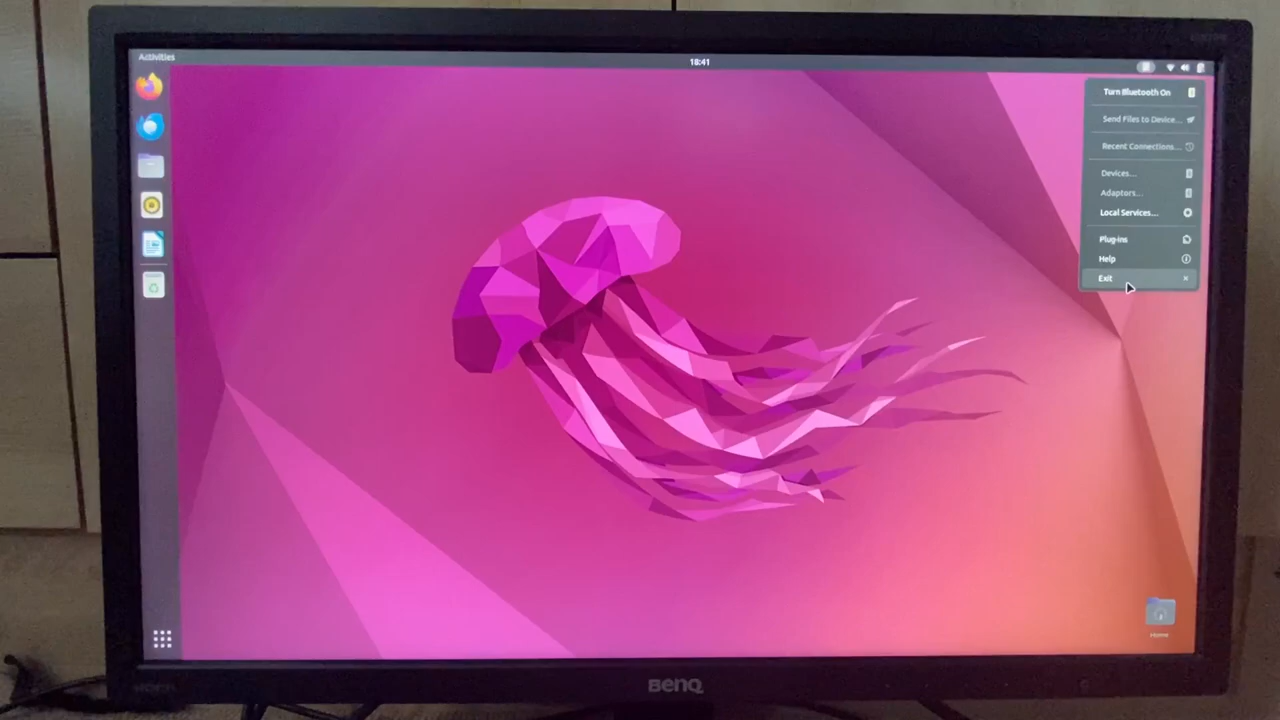 Activities
18:41
Turn Bluetooth On
Send Files to Device...
Recent Connections...
Devices...
Adaptors...
Local Services...
Plug-ins
Help
Exit
Home
BenQ